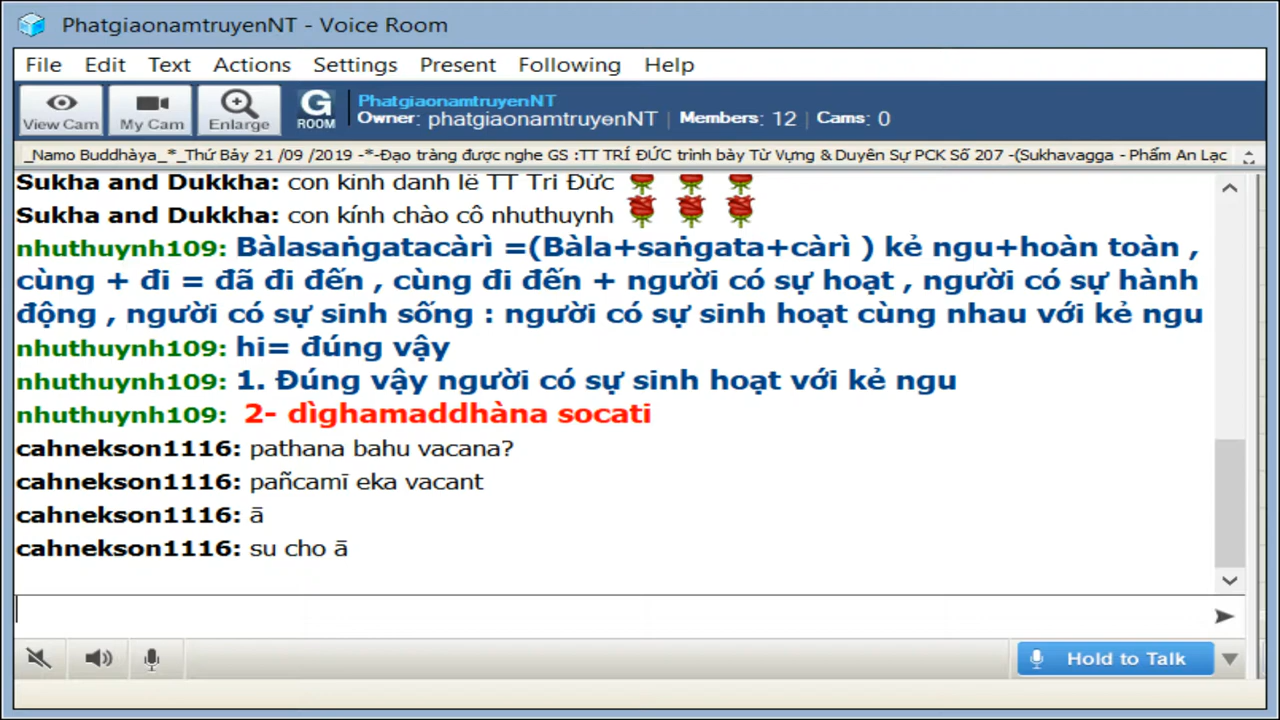 PhatgiaonamtruyenNT - Voice Room
File Edit Text Actions Settings Present Following Help
View Cam My Cam Enlarge G ROOM
PhatgiaonamtruyenNT
Owner: phatgiaonamtruyenNT | Members: 12 | Cams: 0
_Namo Buddhàya_*_Thứ Bảy 21 /09 /2019 -*-Đạo tràng được nghe GS :TT TRÍ ĐỨC trình bày Từ Vựng & Duyên Sự PCK Số 207 -(Sukhavagga - Phẩm An Lạc
Sukha and Dukkha: con kinh danh lê TT Tri Đức
Sukha and Dukkha: con kính chào cô nhuthuynh
nhuthuynh109: Bàlasaṅgatacàrì =(Bàla+saṅgata+càrì ) kẻ ngu+hoàn toàn ,
cùng + đi = đã đi đến , cùng đi đến + người có sự hoạt , người có sự hành
động , người có sự sinh sống : người có sự sinh hoạt cùng nhau với kẻ ngu
nhuthuynh109: hi= đúng vậy
nhuthuynh109: 1. Đúng vậy người có sự sinh hoạt với kẻ ngu
nhuthuynh109: 2- dìghamaddhàna socati
cahnekson1116: pathana bahu vacana?
cahnekson1116: pañcamī eka vacant
cahnekson1116: ā
cahnekson1116: su cho ā
Hold to Talk